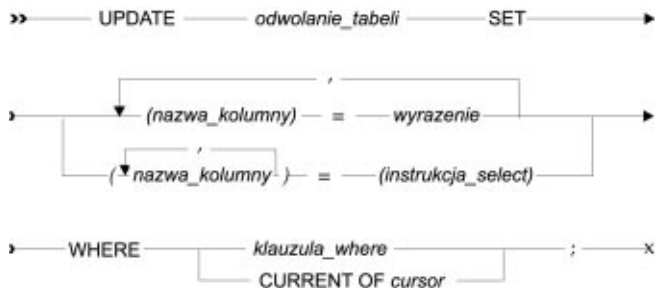 UPDATE odwolanie_tabeli SET
,
(nazwa_kolumny) = wyrazenie
,
( nazwa_kolumny ) = (instrukcja_select)
WHERE klauzula_where ;
CURRENT OF cursor